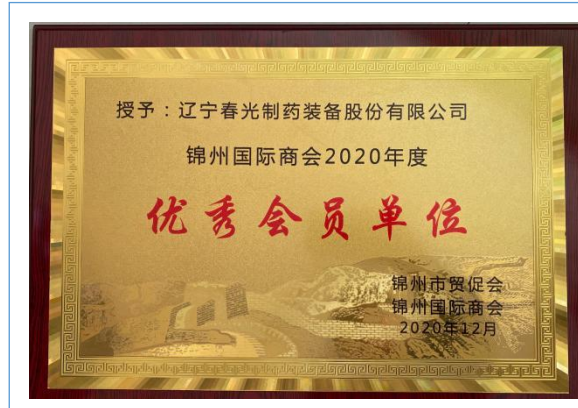 授予：辽宁春光制药装备股份有限公司
锦州国际商会2020年度
优秀会员单位
锦州市贸促会
锦州国际商会
2020年12月